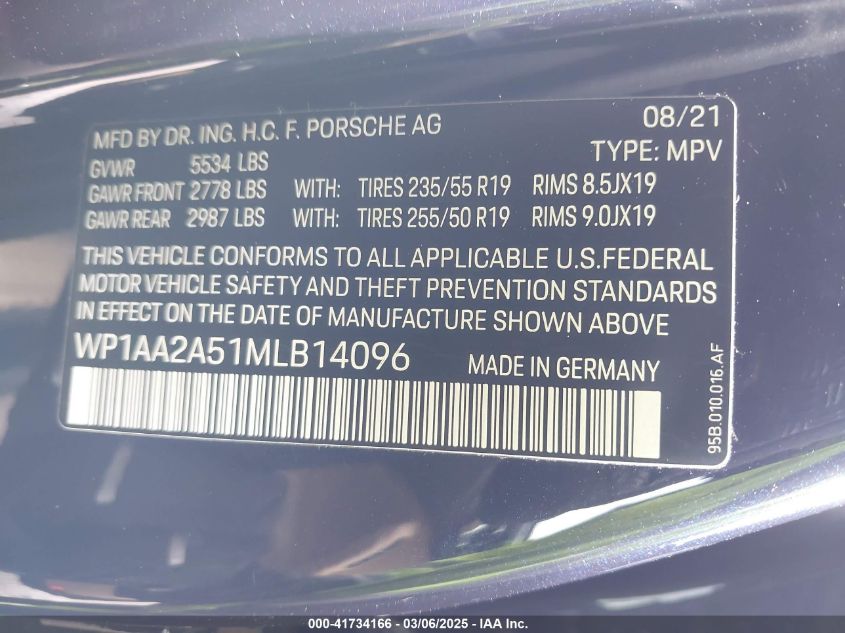 MFD BY DR. ING. H.C. F. PORSCHE AG 08/21
GVWR 5534 LBS TYPE: MPV
GAWR FRONT 2778 LBS WITH: TIRES 235/55 R19 RIMS 8.5JX19
GAWR REAR 2987 LBS WITH: TIRES 255/50 R19 RIMS 9.0JX19
THIS VEHICLE CONFORMS TO ALL APPLICABLE U.S.FEDERAL
MOTOR VEHICLE SAFETY AND THEFT PREVENTION STANDARDS
IN EFFECT ON THE DATE OF MANUFACTURE SHOWN ABOVE
WP1AA2A51MLB14096 MADE IN GERMANY
95B.010.016.AF
000-41734166 - 03/06/2025 - IAA Inc.